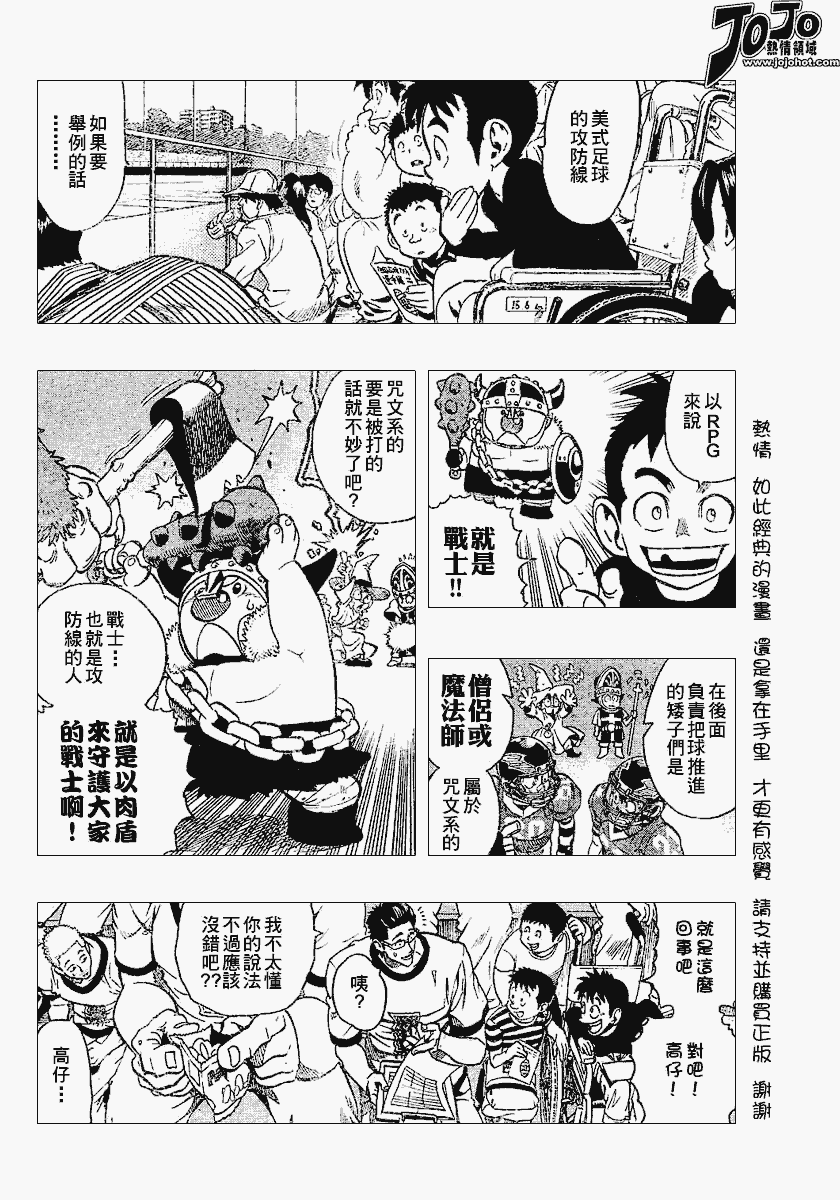 JOJO
熱情領域
www.jojohot.com
美式足球
的攻防線
如果要
舉例的話
………
15.6
以RPG
來說
就是
戰士!!
在後面
負責把球推進
的矮子們是
僧侶或
魔法師
屬於
咒文系的
咒文系的
要是被打的
話就不妙了吧?
戰士…
也就是攻
防線的人
就是以肉盾
來守護大家
的戰士啊!
就是這麼
回事吧
對吧!
高仔!
咦?
我不太懂
你的說法
不過應該
沒錯吧??
高仔…
熱情 如此經典的漫畫 還是拿在手里 才更有感覺 請支持並購買正版 謝謝